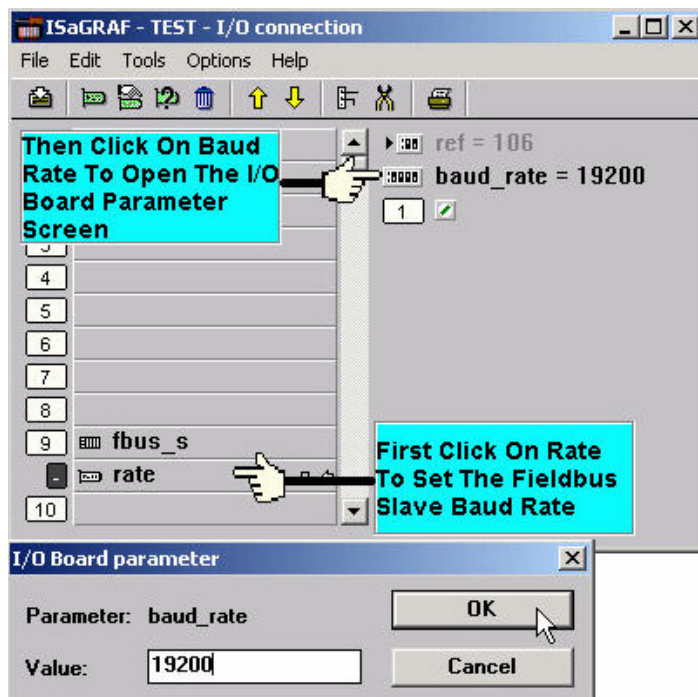 ISaGRAF - TEST - I/O connection
File Edit Tools Options Help
Then Click On Baud
Rate To Open The I/O
Board Parameter
Screen
ref = 106
baud_rate = 19200
1
3
4
5
6
7
8
9 fbus_s
rate
10
First Click On Rate
To Set The Fieldbus
Slave Baud Rate
I/O Board parameter
Parameter: baud_rate
OK
Value: 19200
Cancel